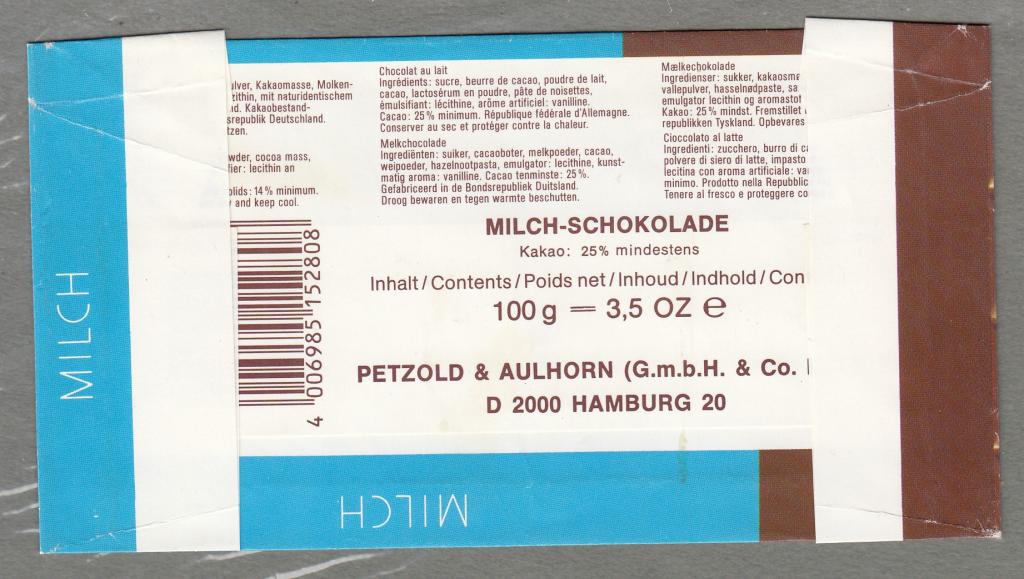 ulver, Kakaomasse, Molken-
zithin, mit naturidentischem
d. Kakaobestand-
srepublik Deutschland.
tzen.
wder, cocoa mass,
fier: lecithin an
olids: 14% minimum.
and keep cool.
Chocolat au lait
Ingrédients: sucre, beurre de cacao, poudre de lait,
cacao, lactosérum en poudre, pâte de noisettes,
émulsifiant: lécithine, arôme artificiel: vanilline.
Cacao: 25% minimum. République fédérale d'Allemagne.
Conserver au sec et protéger contre la chaleur.
Melkchocolade
Ingrediënten: suiker, cacaoboter, melkpoeder, cacao,
weipoeder, hazelnootpasta, emulgator: lecithine, kunst-
matig aroma: vanilline. Cacao tenminste: 25%.
Gefabriceerd in de Bondsrepubliek Duitsland.
Droog bewaren en tegen warmte beschutten.
Mælkechokolade
Ingredienser: sukker, kakaosmø
vallepulver, hasselnødpaste, sa
emulgator lecithin og aromastof
Kakao: 25% mindst. Fremstillet
republikken Tyskland. Opbevares
Cioccolato al latte
Ingredienti: zucchero, burro di ca
polvere di siero di latte, impasto
lecitina con aroma artificiale: va
minimo. Prodotto nella Repubblic
Tenere al fresco e proteggere co
MILCH-SCHOKOLADE
Kakao: 25% mindestens
Inhalt/Contents/Poids net/Inhoud/Indhold/Con
100 g = 3,5 OZ ℮
PETZOLD & AULHORN (G.m.b.H. & Co.
D 2000 HAMBURG 20
4 006985 152808
MILCH
MILCH